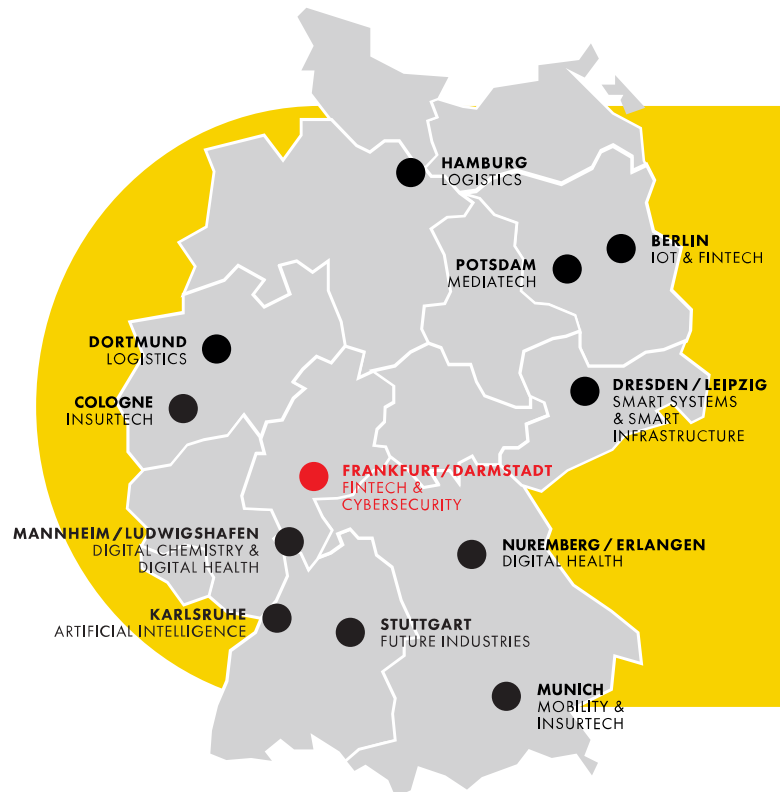 HAMBURG
LOGISTICS
BERLIN
IOT & FINTECH
POTSDAM
MEDIATECH
DORTMUND
LOGISTICS
DRESDEN / LEIPZIG
SMART SYSTEMS
& SMART
INFRASTRUCTURE
COLOGNE
INSURTECH
FRANKFURT / DARMSTADT
FINTECH &
CYBERSECURITY
MANNHEIM / LUDWIGSHAFEN
DIGITAL CHEMISTRY &
DIGITAL HEALTH
NUREMBERG / ERLANGEN
DIGITAL HEALTH
KARLSRUHE
ARTIFICIAL INTELLIGENCE
STUTTGART
FUTURE INDUSTRIES
MUNICH
MOBILITY &
INSURTECH